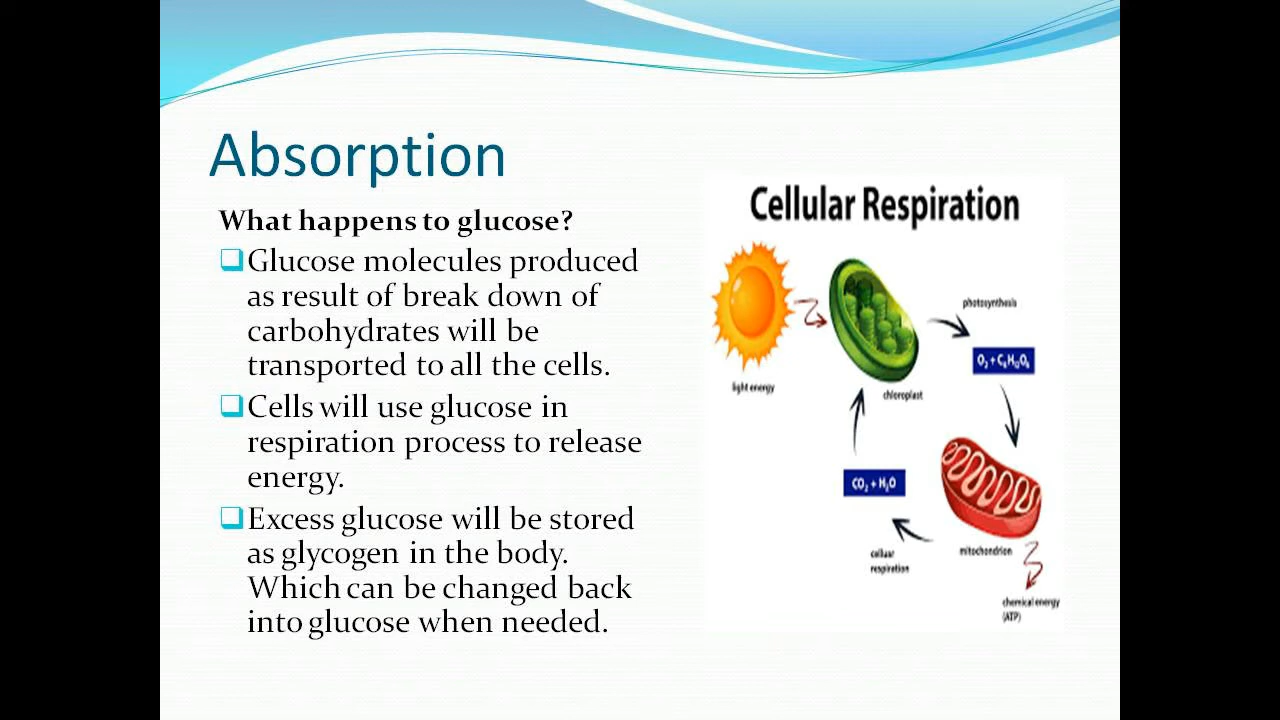 Absorption
What happens to glucose?
Glucose molecules produced
as result of break down of
carbohydrates will be
transported to all the cells.
Cells will use glucose in
respiration process to release
energy.
Excess glucose will be stored
as glycogen in the body.
Which can be changed back
into glucose when needed.
Cellular Respiration
light energy
chloroplast
photosynthesis
O₂ + C₆H₁₂O₆
CO₂ + H₂O
mitochondrion
celluar
respiration
chemical energy
(ATP)